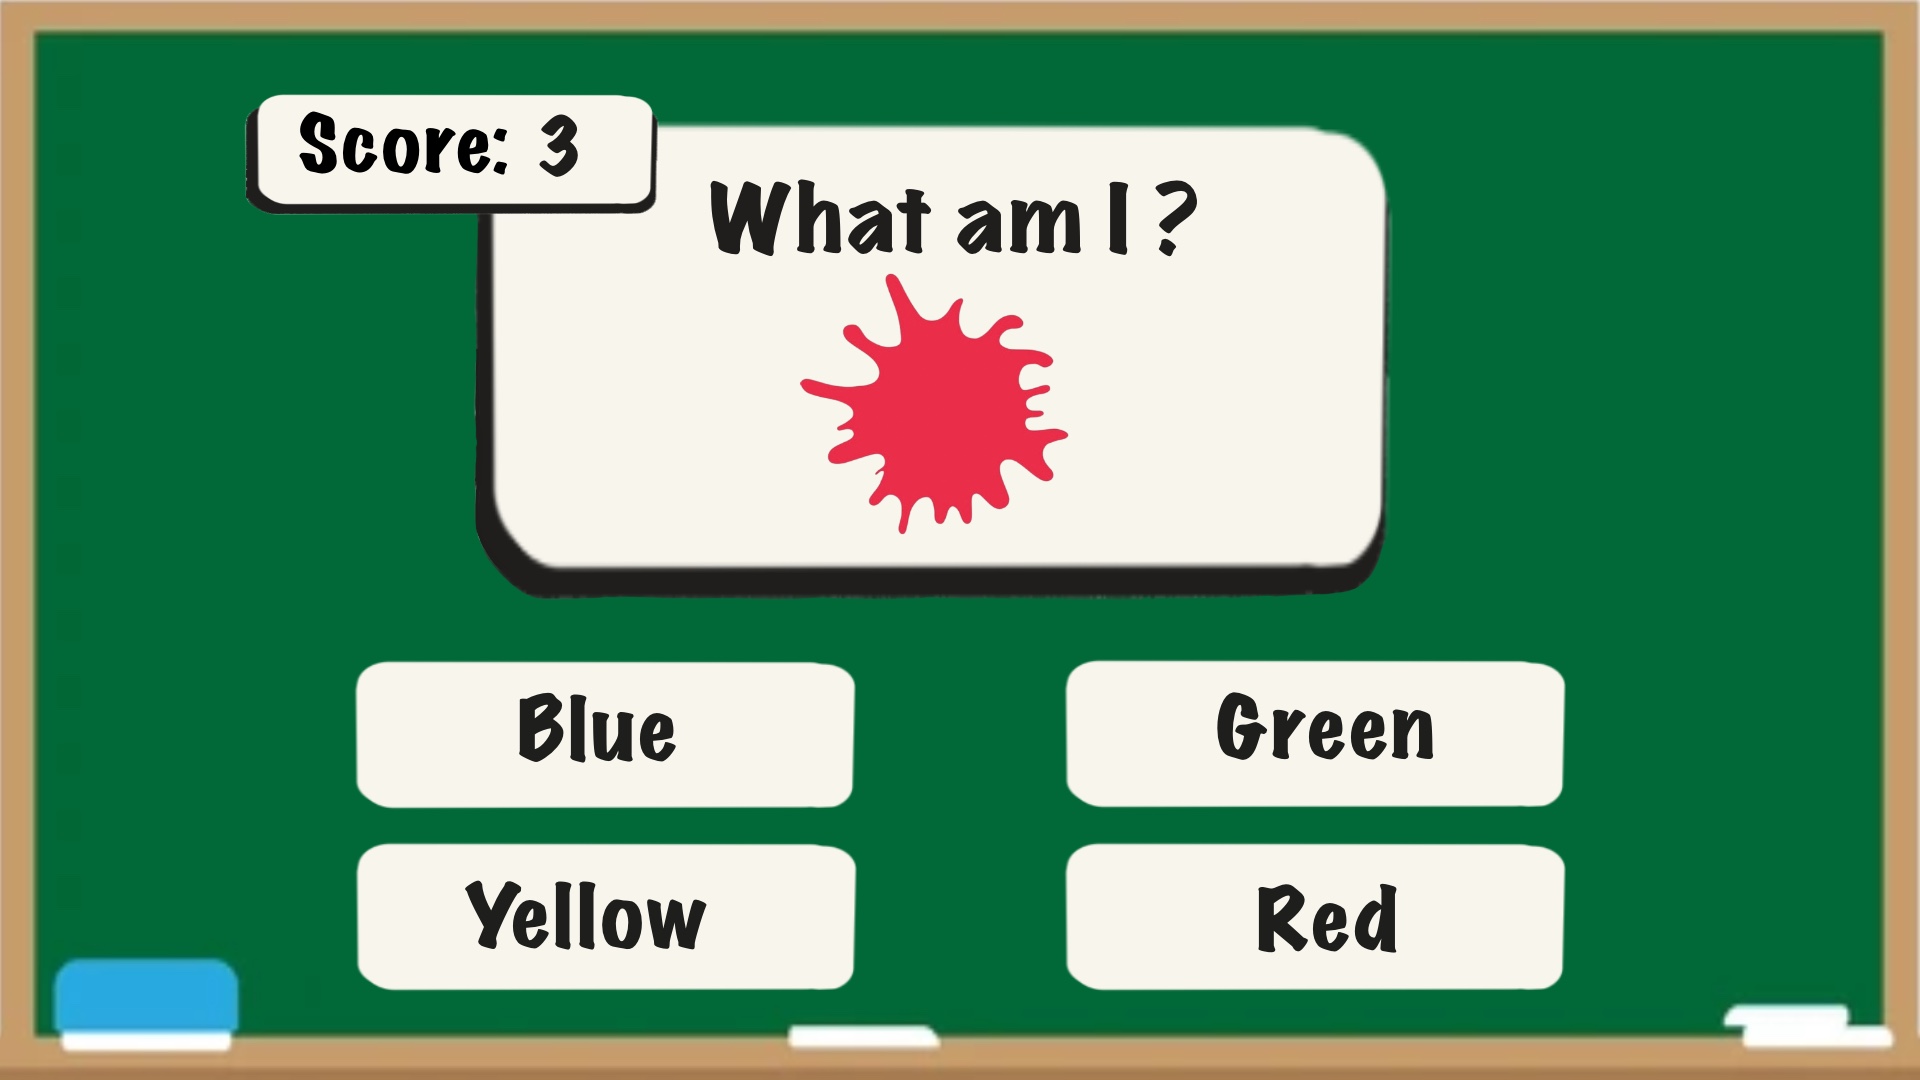 Score: 3
What am I ?
Blue
Green
Yellow
Red